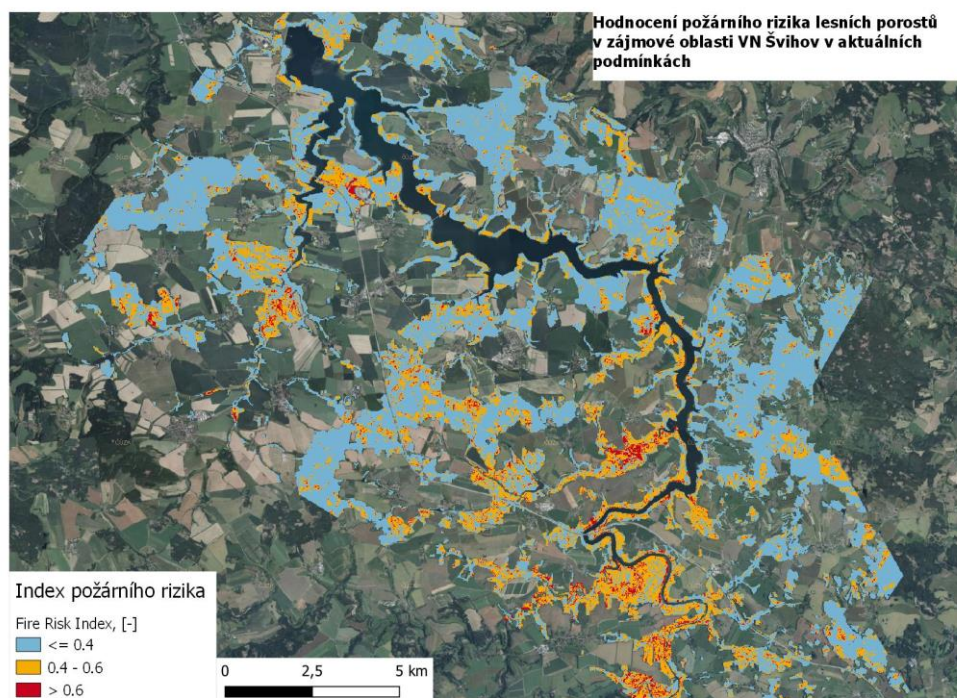 Hodnocení požárního rizika lesních porostů
v zájmové oblasti VN Švihov v aktuálních
podmínkách
Index požárního rizika
Fire Risk Index, [-]
<= 0.4
0.4 - 0.6
> 0.6
0 2,5 5 km